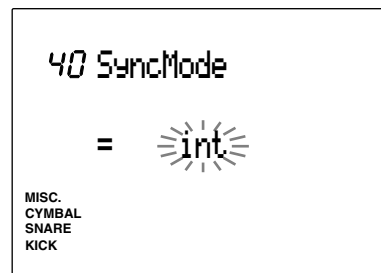 40 SyncMode
= int
MISC.
CYMBAL
SNARE
KICK